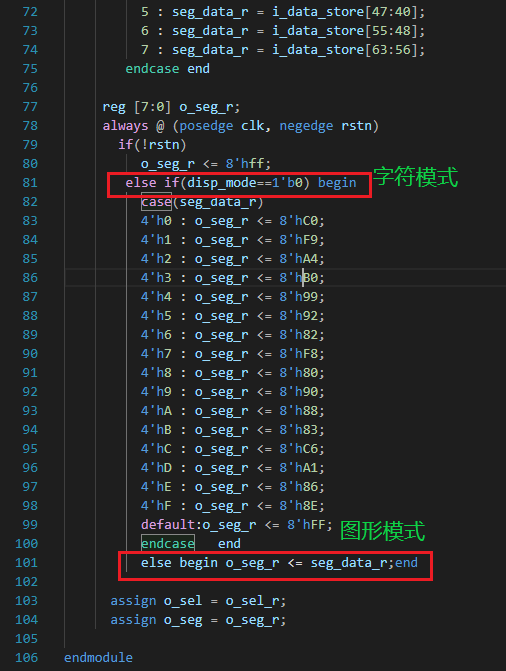 72 5 : seg_data_r = i_data_store[47:40];
73 6 : seg_data_r = i_data_store[55:48];
74 7 : seg_data_r = i_data_store[63:56];
75 endcase end
76
77 reg [7:0] o_seg_r;
78 always @ (posedge clk, negedge rstn)
79 if(!rstn)
80 o_seg_r <= 8'hff;
81 else if(disp_mode==1'b0) begin 字符模式
82 case(seg_data_r)
83 4'h0 : o_seg_r <= 8'hC0;
84 4'h1 : o_seg_r <= 8'hF9;
85 4'h2 : o_seg_r <= 8'hA4;
86 4'h3 : o_seg_r <= 8'hB0;
87 4'h4 : o_seg_r <= 8'h99;
88 4'h5 : o_seg_r <= 8'h92;
89 4'h6 : o_seg_r <= 8'h82;
90 4'h7 : o_seg_r <= 8'hF8;
91 4'h8 : o_seg_r <= 8'h80;
92 4'h9 : o_seg_r <= 8'h90;
93 4'hA : o_seg_r <= 8'h88;
94 4'hB : o_seg_r <= 8'h83;
95 4'hC : o_seg_r <= 8'hC6;
96 4'hD : o_seg_r <= 8'hA1;
97 4'hE : o_seg_r <= 8'h86;
98 4'hF : o_seg_r <= 8'h8E;
99 default:o_seg_r <= 8'hFF; 图形模式
100 endcase end
101 else begin o_seg_r <= seg_data_r;end
102
103 assign o_sel = o_sel_r;
104 assign o_seg = o_seg_r;
105
106 endmodule